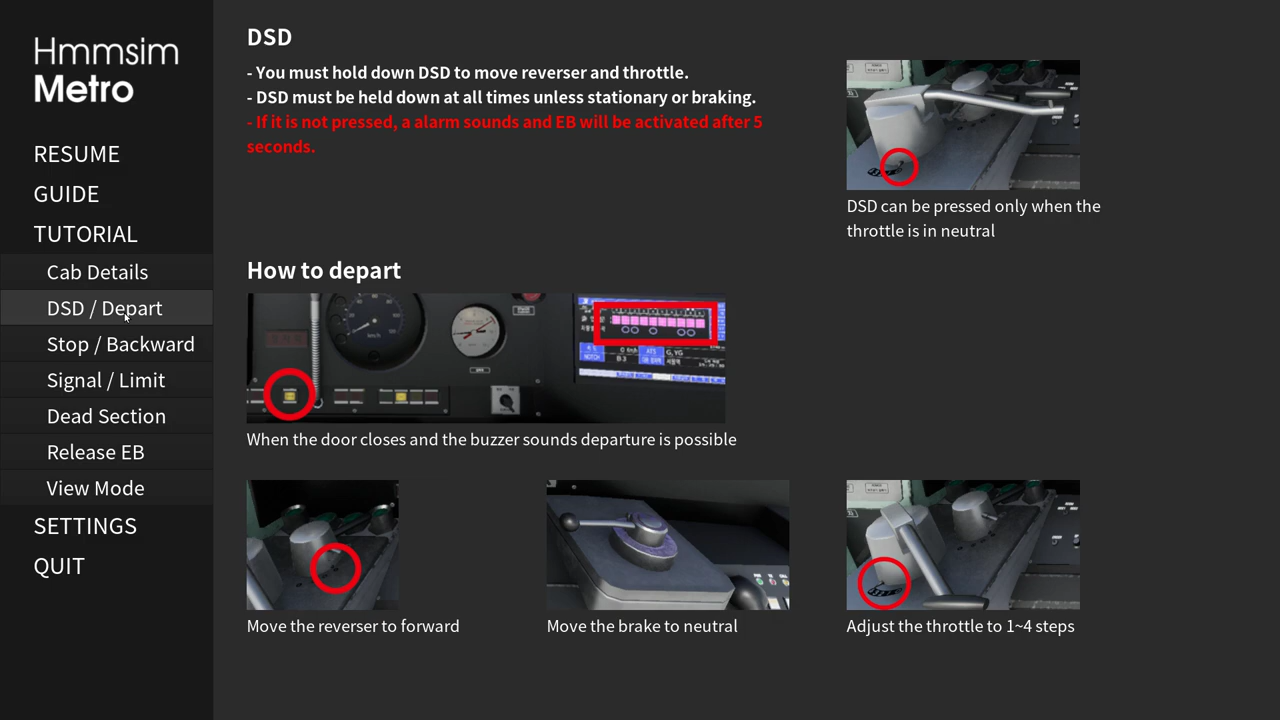 Hmmsim
Metro
RESUME
GUIDE
TUTORIAL
Cab Details
DSD / Depart
Stop / Backward
Signal / Limit
Dead Section
Release EB
View Mode
SETTINGS
QUIT
DSD
- You must hold down DSD to move reverser and throttle.
- DSD must be held down at all times unless stationary or braking.
- If it is not pressed, a alarm sounds and EB will be activated after 5
seconds.
DSD can be pressed only when the
throttle is in neutral
How to depart
NOTCH
B3
ATS
G,YG
When the door closes and the buzzer sounds departure is possible
Move the reverser to forward
Move the brake to neutral
Adjust the throttle to 1~4 steps